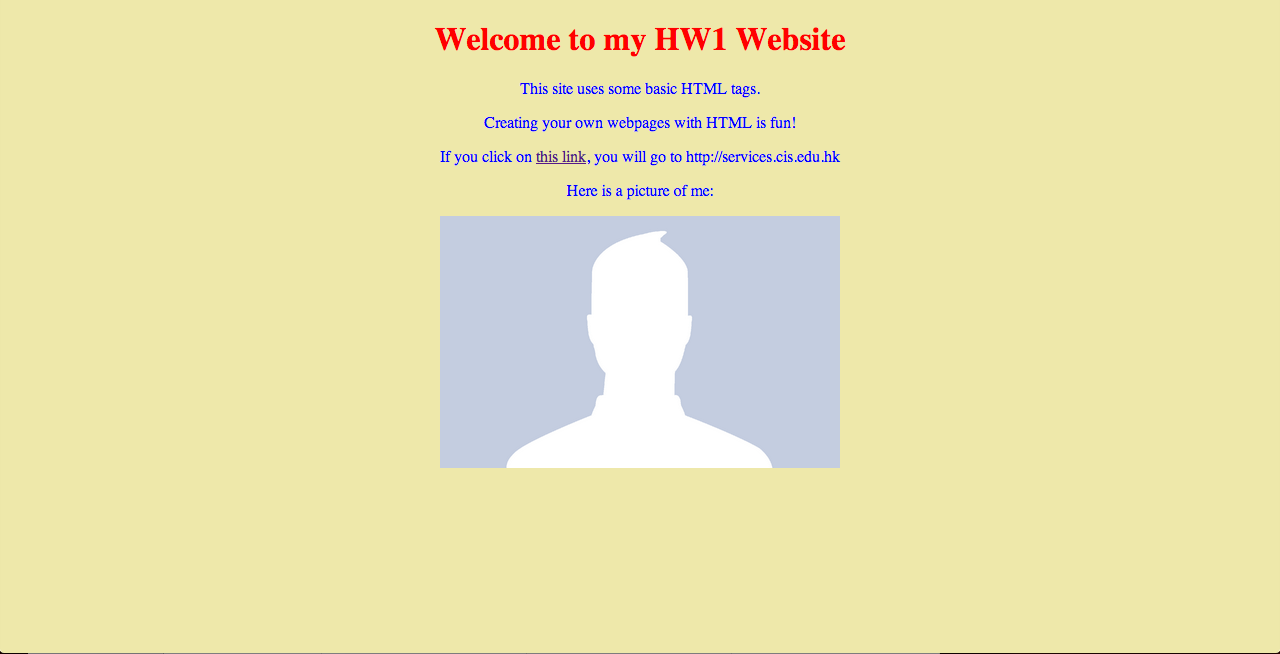 Welcome to my HW1 Website
This site uses some basic HTML tags.
Creating your own webpages with HTML is fun!
If you click on this link, you will go to http://services.cis.edu.hk
Here is a picture of me: